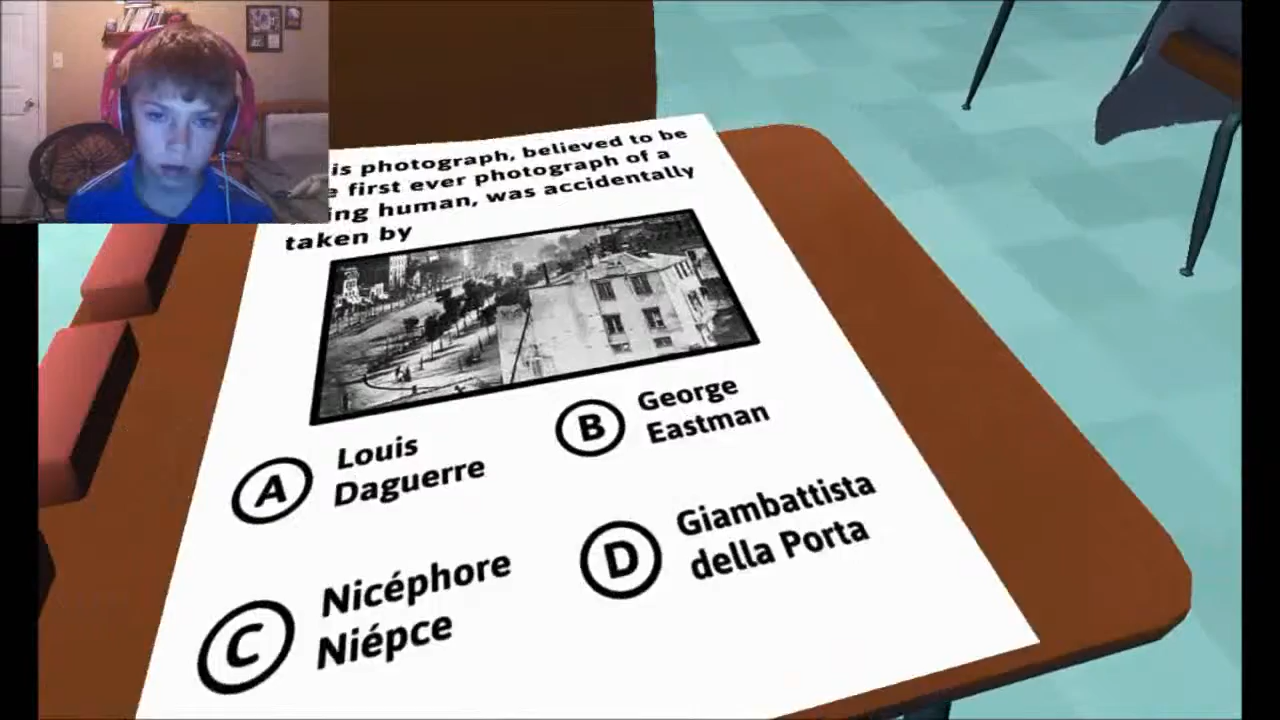 is photograph, believed to be
first ever photograph of a
human, was accidentally
taken by
A Louis
Daguerre
B George
Eastman
C Nicéphore
Niépce
D Giambattista
della Porta